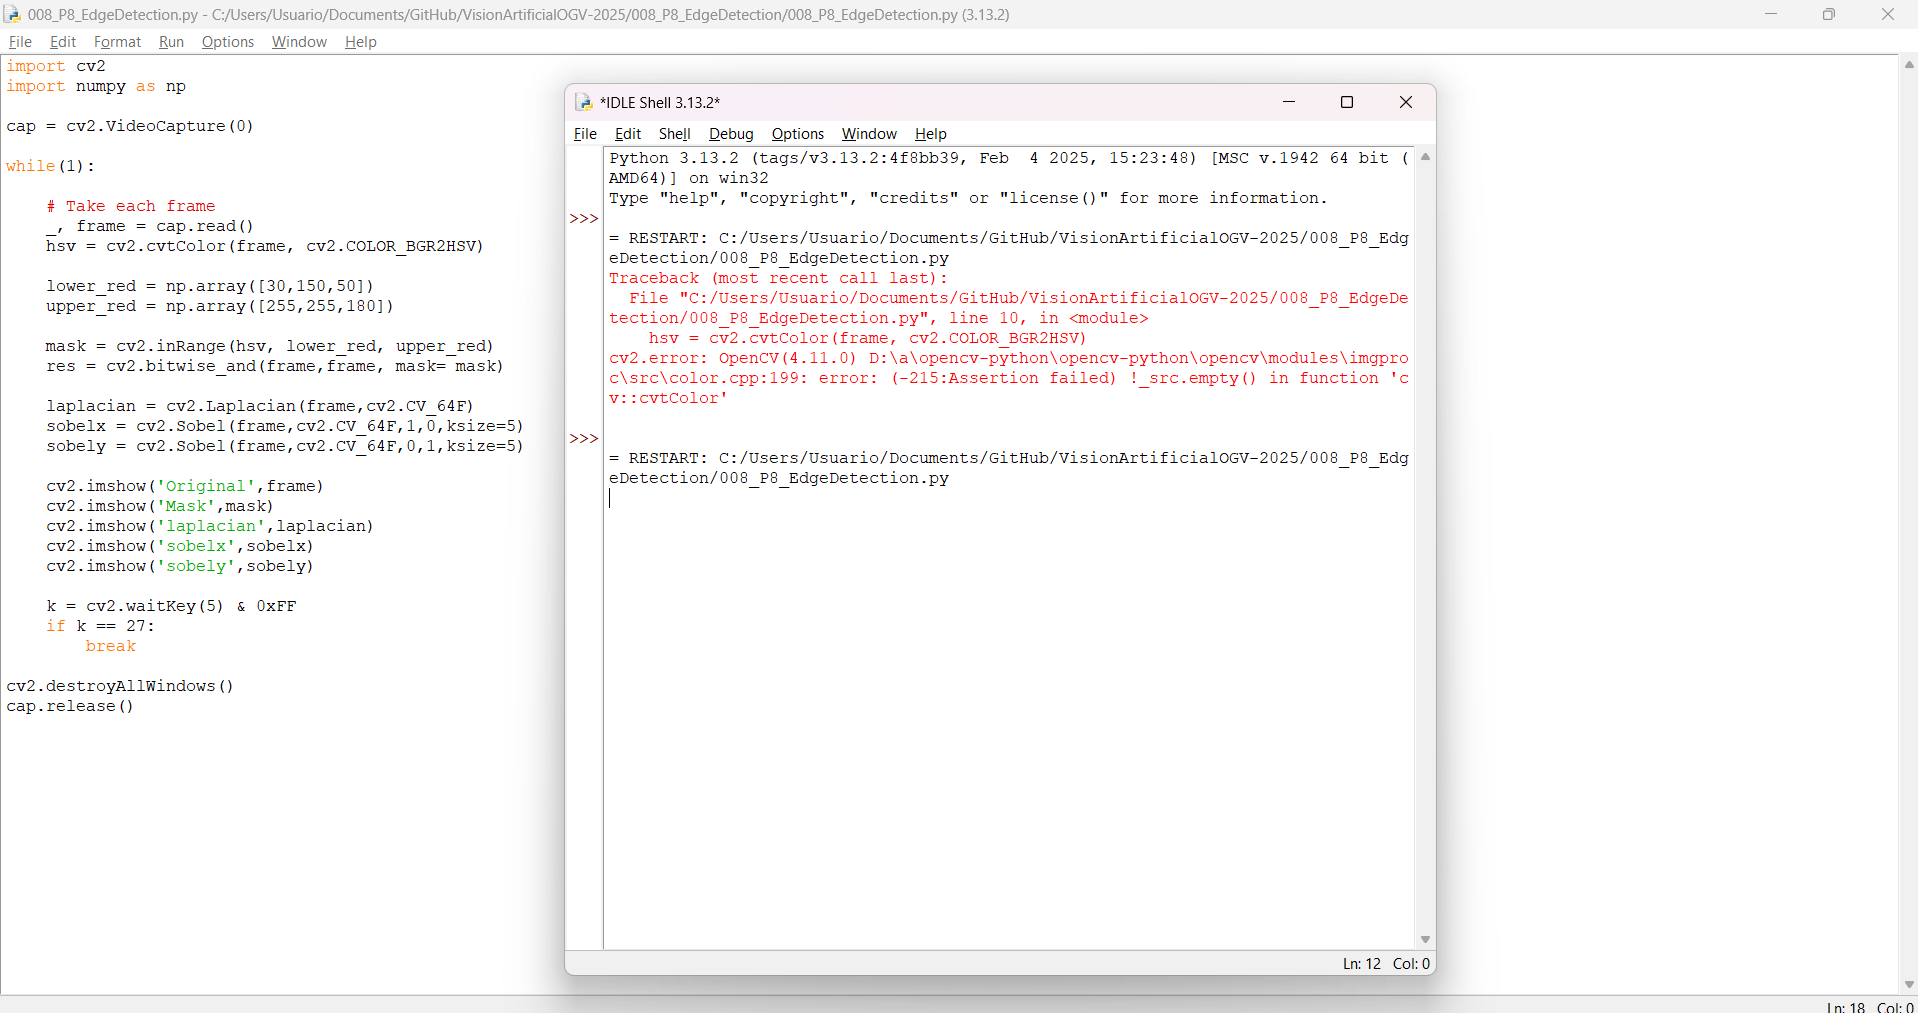 008_P8_EdgeDetection.py - C:/Users/Usuario/Documents/GitHub/VisionArtificialOGV-2025/008_P8_EdgeDetection/008_P8_EdgeDetection.py (3.13.2)
File Edit Format Run Options Window Help
import cv2
import numpy as np
cap = cv2.VideoCapture(0)
while(1):
# Take each frame
_, frame = cap.read()
hsv = cv2.cvtColor(frame, cv2.COLOR_BGR2HSV)
lower_red = np.array([30,150,50])
upper_red = np.array([255,255,180])
mask = cv2.inRange(hsv, lower_red, upper_red)
res = cv2.bitwise_and(frame,frame, mask= mask)
laplacian = cv2.Laplacian(frame,cv2.CV_64F)
sobelx = cv2.Sobel(frame,cv2.CV_64F,1,0,ksize=5)
sobely = cv2.Sobel(frame,cv2.CV_64F,0,1,ksize=5)
cv2.imshow('Original',frame)
cv2.imshow('Mask',mask)
cv2.imshow('laplacian',laplacian)
cv2.imshow('sobelx',sobelx)
cv2.imshow('sobely',sobely)
k = cv2.waitKey(5) & 0xFF
if k == 27:
break
cv2.destroyAllWindows()
cap.release()
*IDLE Shell 3.13.2*
File Edit Shell Debug Options Window Help
Python 3.13.2 (tags/v3.13.2:4f8bb39, Feb  4 2025, 15:23:48) [MSC v.1942 64 bit (
AMD64)] on win32
Type "help", "copyright", "credits" or "license()" for more information.
>>>
= RESTART: C:/Users/Usuario/Documents/GitHub/VisionArtificialOGV-2025/008_P8_Edg
eDetection/008_P8_EdgeDetection.py
Traceback (most recent call last):
File "C:/Users/Usuario/Documents/GitHub/VisionArtificialOGV-2025/008_P8_EdgeDe
tection/008_P8_EdgeDetection.py", line 10, in <module>
hsv = cv2.cvtColor(frame, cv2.COLOR_BGR2HSV)
cv2.error: OpenCV(4.11.0) D:\a\opencv-python\opencv-python\opencv\modules\imgpro
c\src\color.cpp:199: error: (-215:Assertion failed) !_src.empty() in function 'c
v::cvtColor'
>>>
= RESTART: C:/Users/Usuario/Documents/GitHub/VisionArtificialOGV-2025/008_P8_Edg
eDetection/008_P8_EdgeDetection.py
Ln: 12 Col: 0
Ln: 18 Col: 0